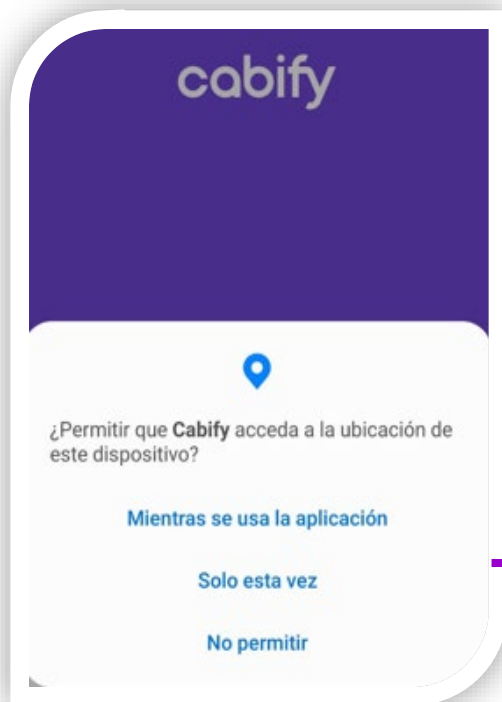 cabify
¿Permitir que Cabify acceda a la ubicación de
este dispositivo?
Mientras se usa la aplicación
Solo esta vez
No permitir